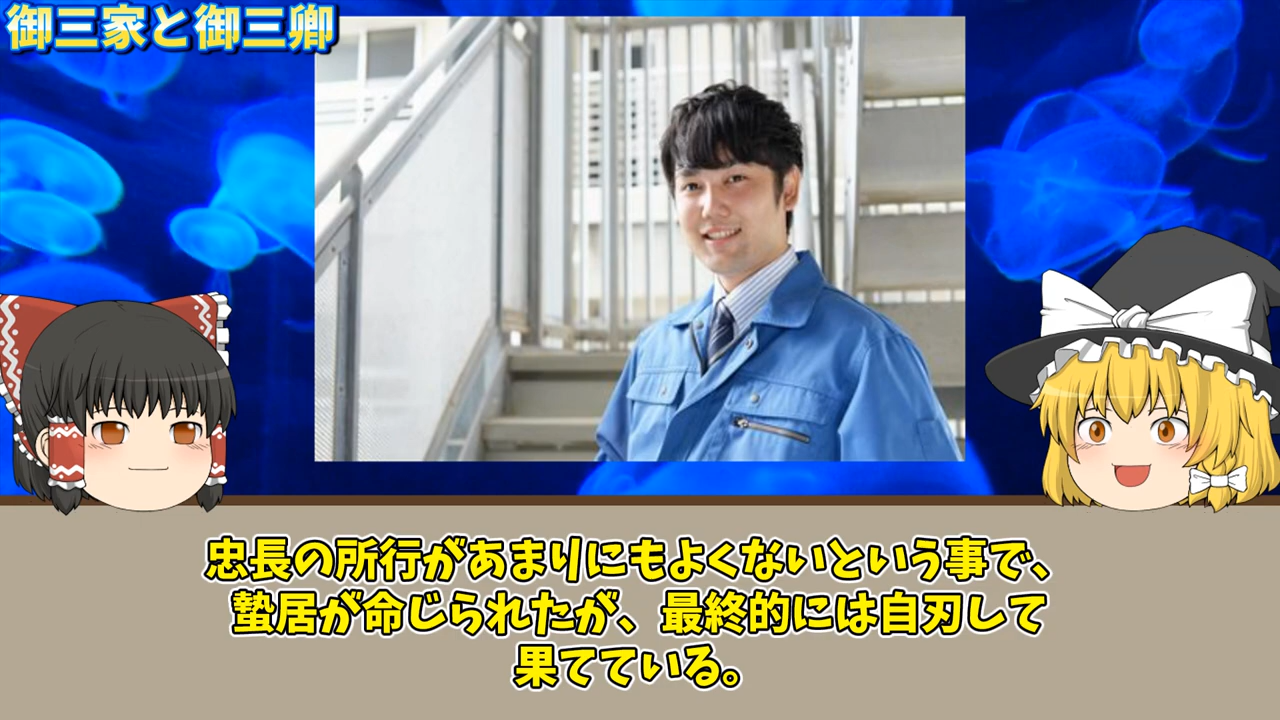 御三家と御三卿
忠長の所行があまりにもよくないという事で、
蟄居が命じられたが、最終的には自刃して
果てている。